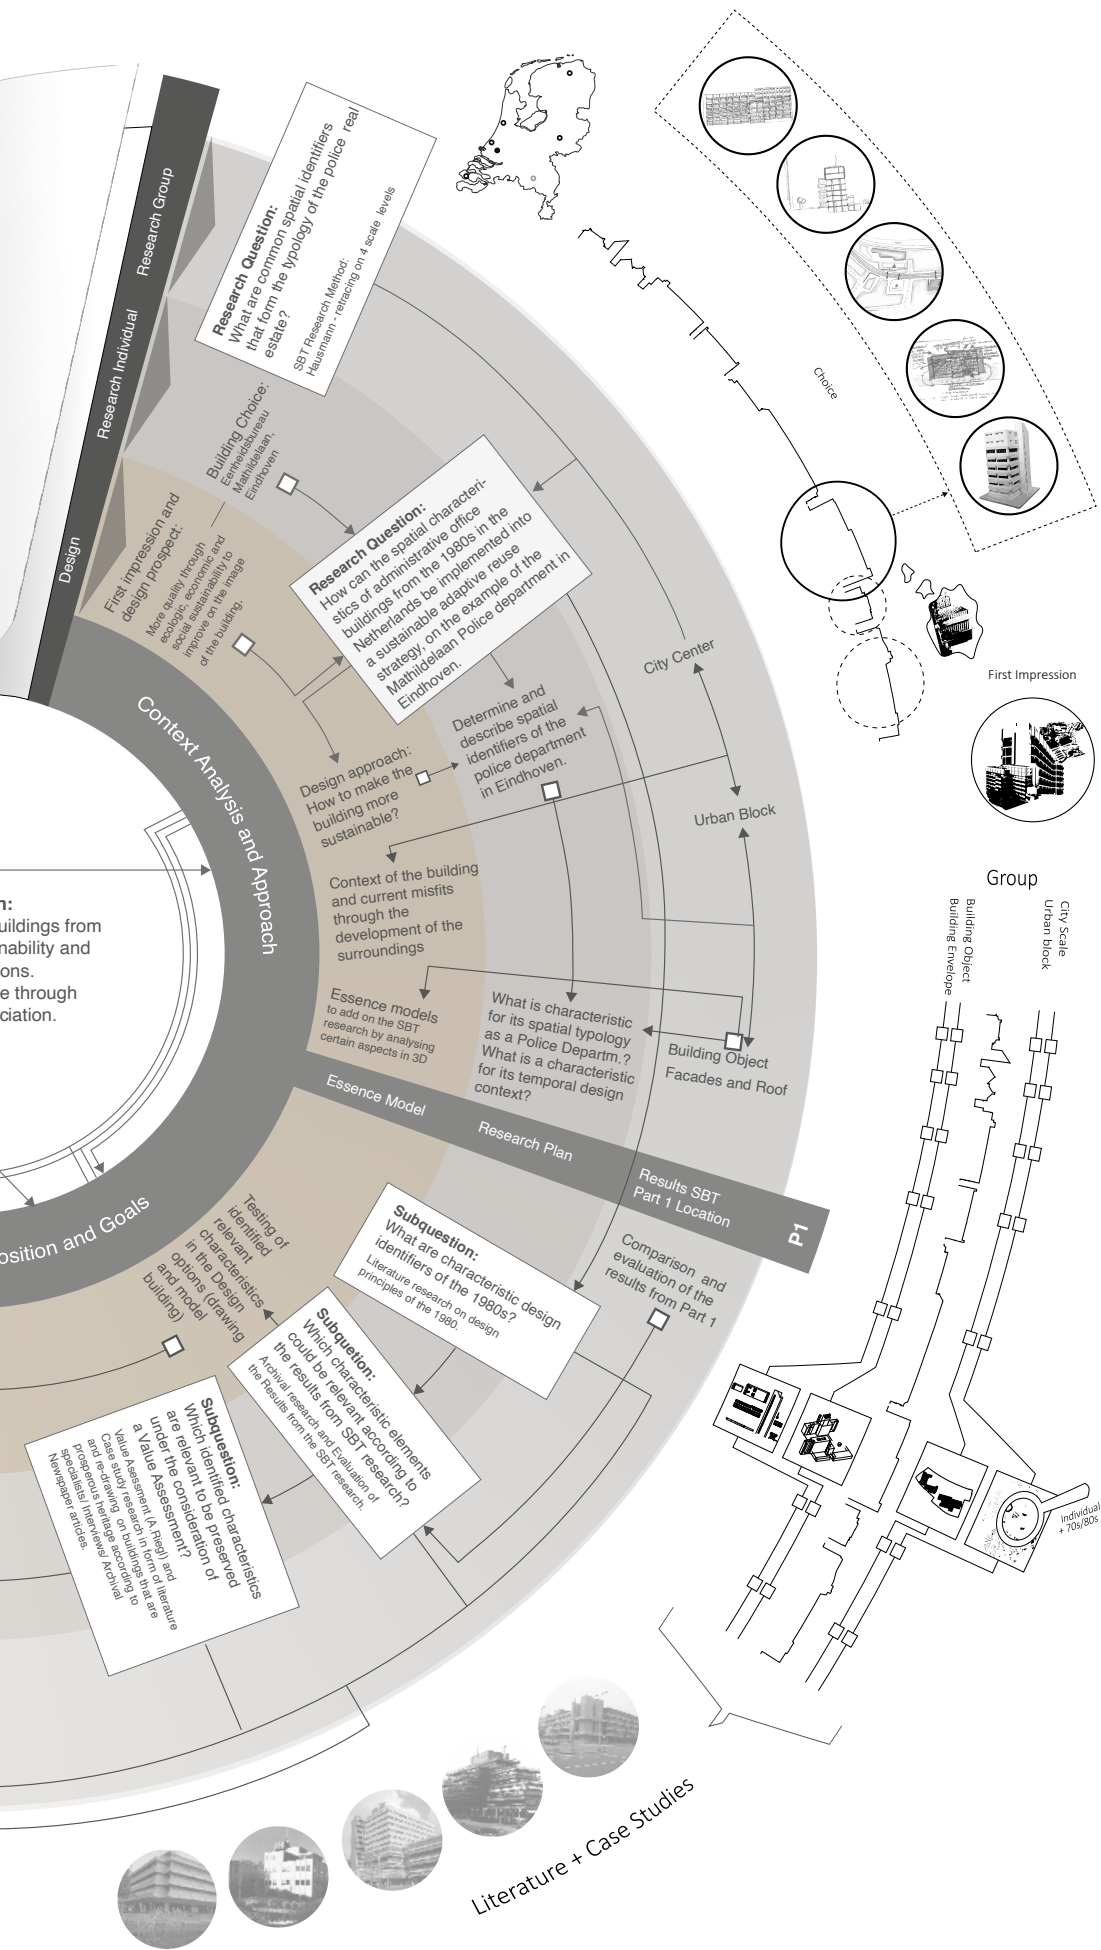 Research Group
Research Individual
Design
Research Question:
What are common spatial identifiers
that form the typology of the police real
estate?
SBT Research Method:
Hausmann - retracing on 4 scale levels
Building Choice:
Eenheidsbureau
Mathildelaan,
Eindhoven
First impression and
design prospect:
More quality through
ecologic, economic and
social sustainability to
improve on the image
of the building.
Research Question:
How can the spatial characteri-
stics of administrative office
buildings from the 1980s in the
Netherlands be implemented into
a sustainable adaptive reuse
strategy, on the example of the
Mathildelaan Police department in
Eindhoven.
Choice
First Impression
City Center
Determine and
describe spatial
identifiers of the
police department
in Eindhoven.
Design approach:
How to make the
building more
sustainable?
Urban Block
Context Analysis and Approach
Context of the building
and current misfits
through the
development of the
surroundings
n:
uildings from
nability and
ons.
e through
ciation.
Essence models
to add on the SBT
research by analysing
certain aspects in 3D
What is characteristic
for its spatial typology
as a Police Departm.?
What is a characteristic
for its temporal design
context?
Building Object
Facades and Roof
Group
City Scale
Urban block
Building Object
Building Envelope
Essence Model
Research Plan
Results SBT
Part 1 Location
P1
osition and Goals
Testing of
identified
relevant
characteristics
in the Design
options (drawing
and model
building)
Subquestion:
What are characteristic design
identifiers of the 1980s?
Literature research on design
principles of the 1980.
Comparison and
evaluation of the
results from Part 1
Subquetion:
Which characteristic elements
could be relevant according to
the results from SBT research?
Archival research and Evaluation of
the Results from the SBT research.
Subquestion:
Which identified characteristics
are relevant to be preserved
under the consideration of
a Value Assessment?
Value Asessment (A.Riegl) and
Case study research in form of literature
and re-drawing on buildings that are
prosperous heritage according to
specialists/ Interviews/ Archival
Newspaper articles.
Individual
+ 70s/80s
Literature + Case Studies